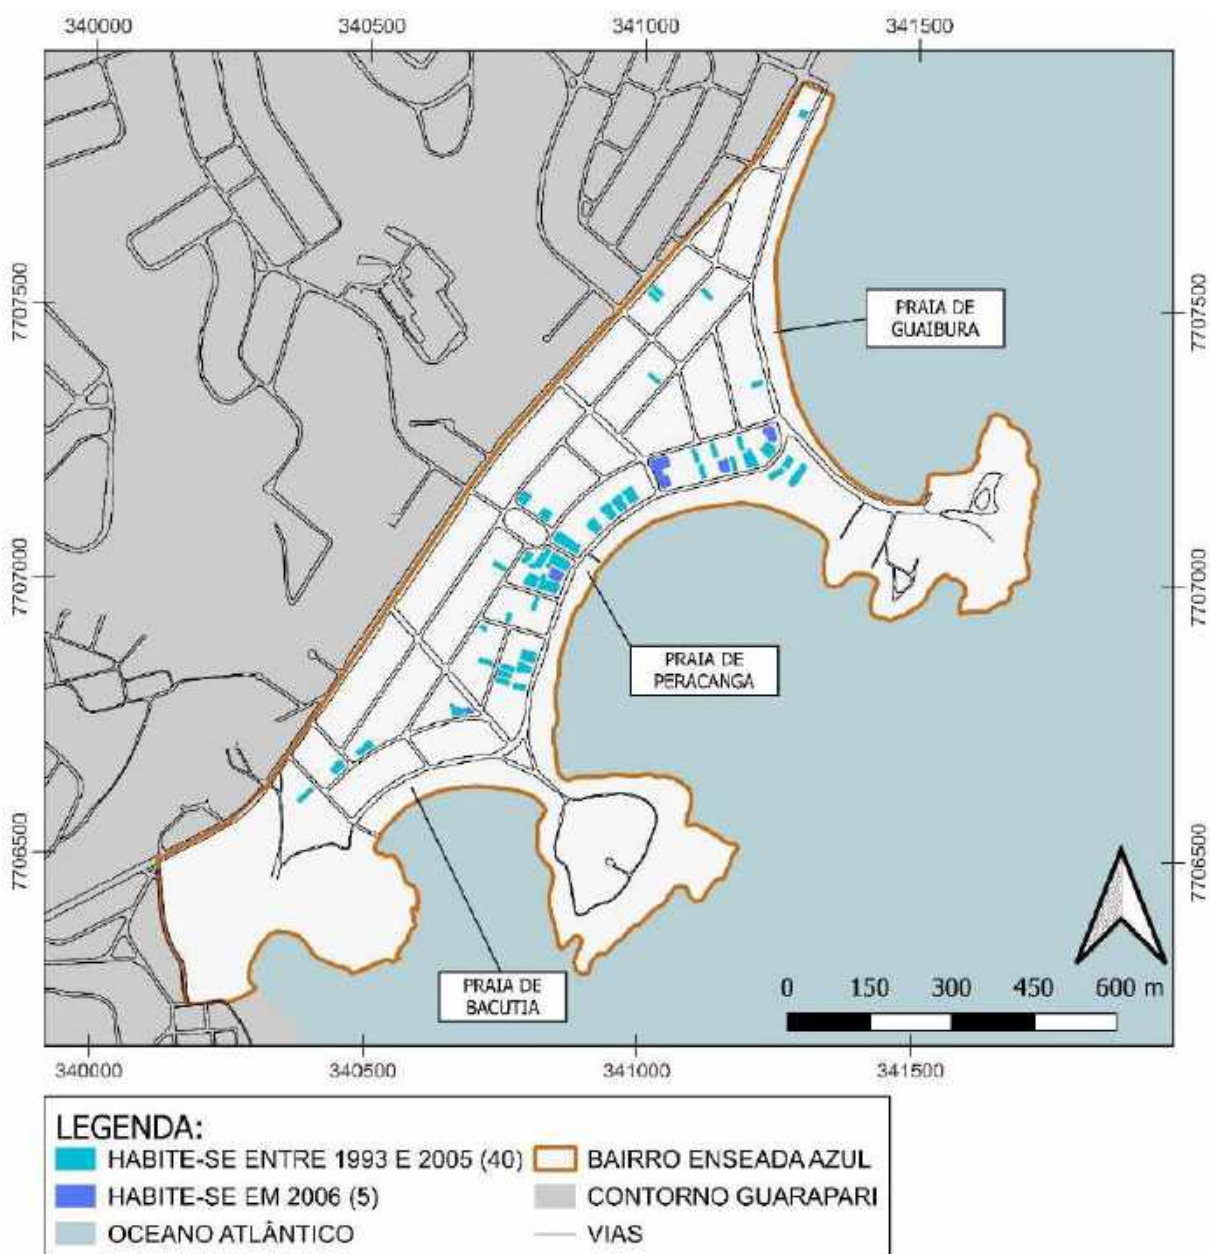 340000 340500 341000 341500
7707500 7707500
PRAIA DE
GUAIBURA
7707000 7707000
PRAIA DE
PERACANGA
7706500 7706500
PRAIA DE
BACUTIA
0 150 300 450 600 m
340000 340500 341000 341500
LEGENDA:
HABITE-SE ENTRE 1993 E 2005 (40) BAIRRO ENSEADA AZUL
HABITE-SE EM 2006 (5) CONTORNO GUARAPARI
OCEANO ATLÂNTICO VIAS